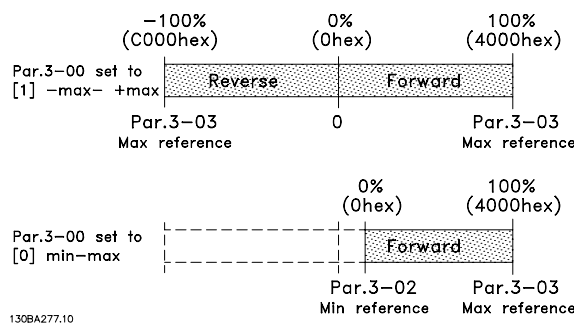 −100% 0% 100%
(C000hex) (0hex) (4000hex)
Par.3−00 set to
[1] −max− +max
Reverse Forward
Par.3−03 0 Par.3−03
Max reference Max reference
0% 100%
(0hex) (4000hex)
Par.3−00 set to
[0] min−max
Forward
Par.3−02 Par.3−03
Min reference Max reference
130BA277.10